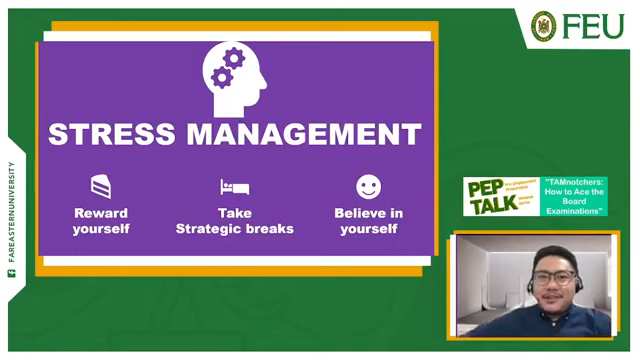 FEU
STRESS MANAGEMENT
Reward
yourself
Take
Strategic breaks
Believe in
yourself
FAREASTERNUNIVERSITY
PEP
TALK
"TAMnotchers:
How to Ace the
Board
Examinations"